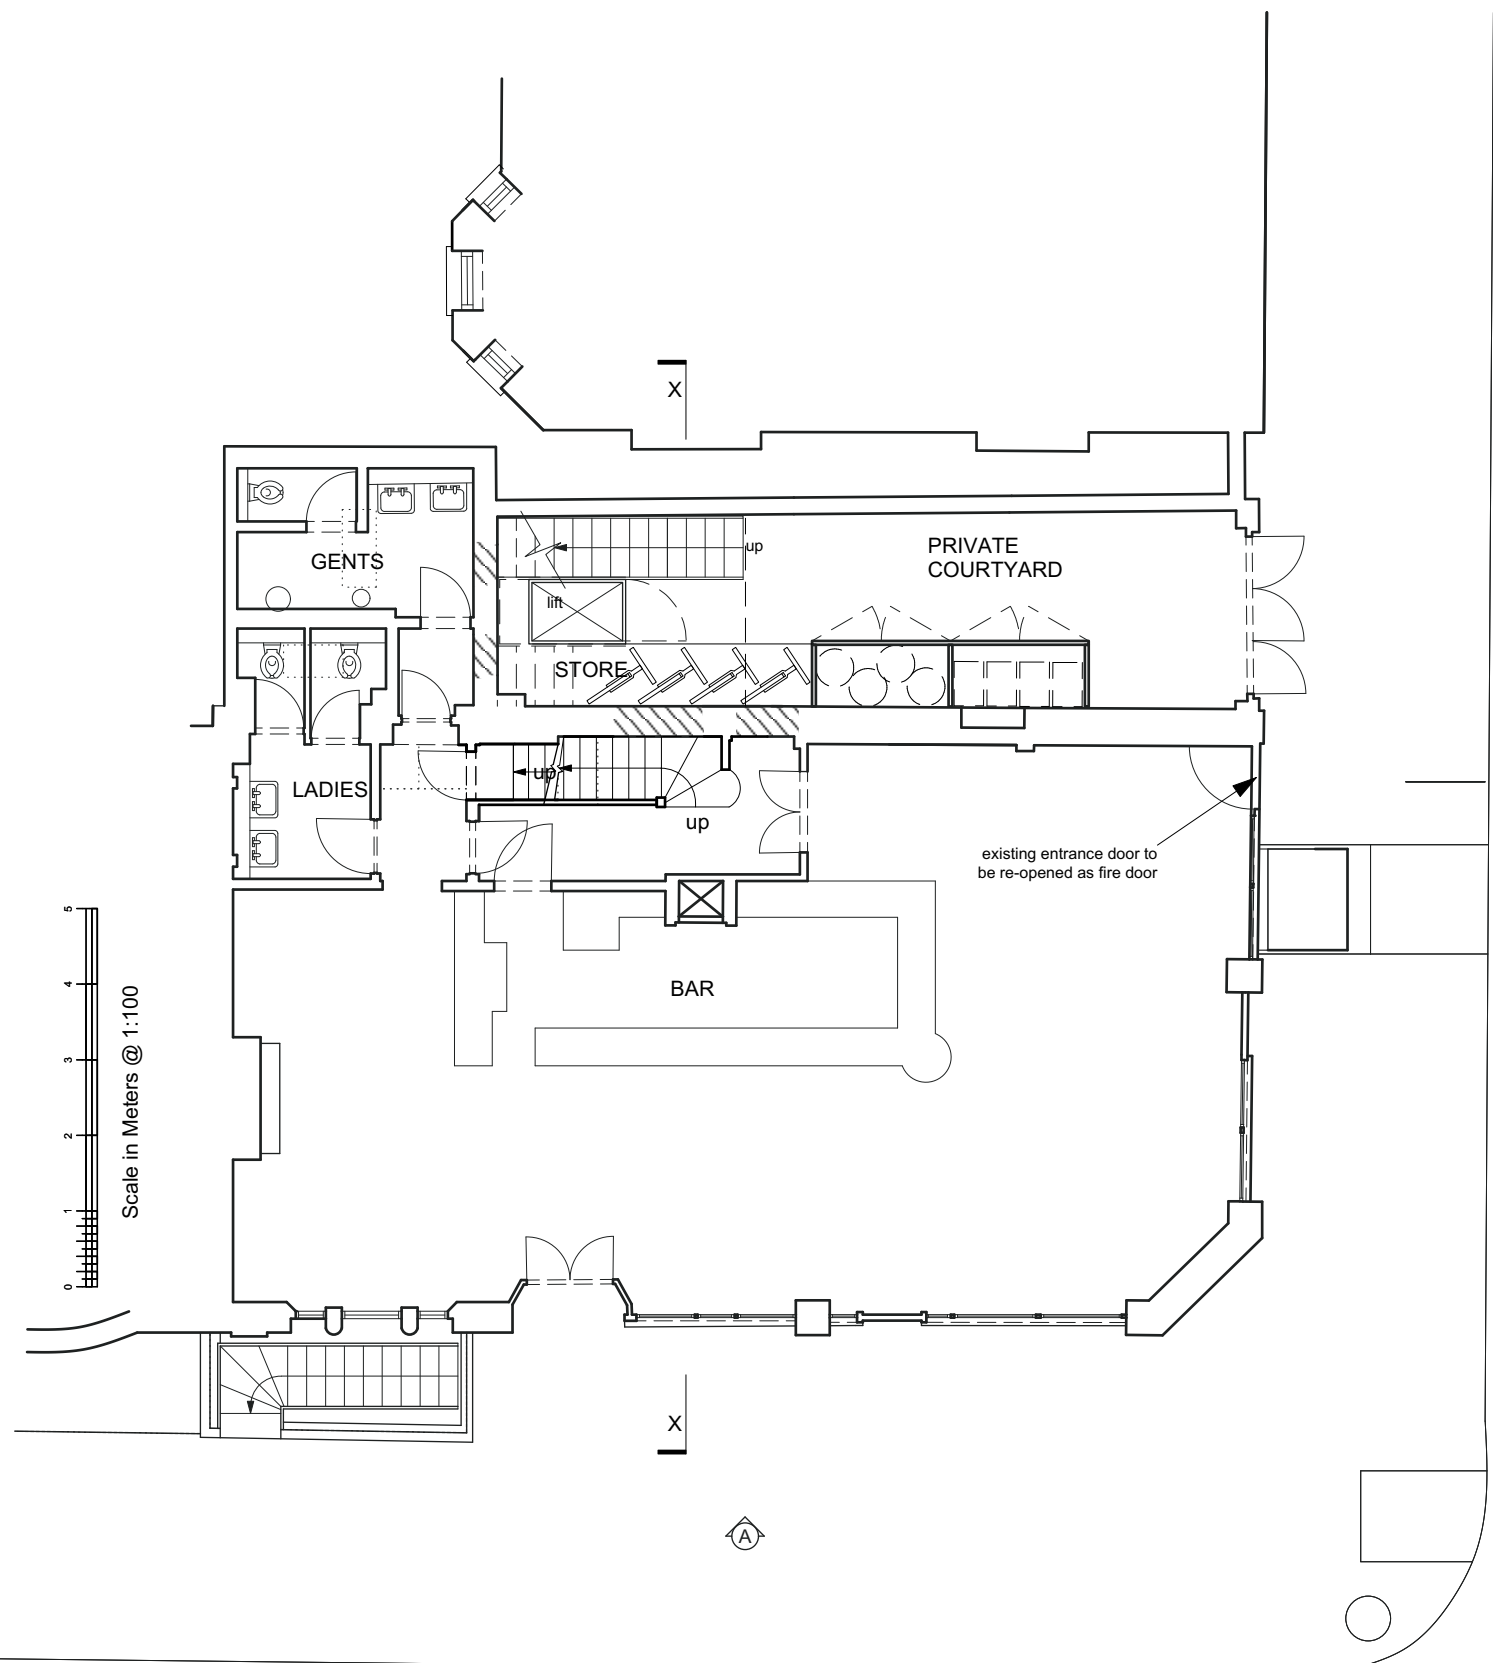 X
GENTS
up
PRIVATE
COURTYARD
lift
STORE
up
LADIES
up
existing entrance door to
be re-opened as fire door
BAR
5
4
3
2
1
0
Scale in Meters @ 1:100
X
A